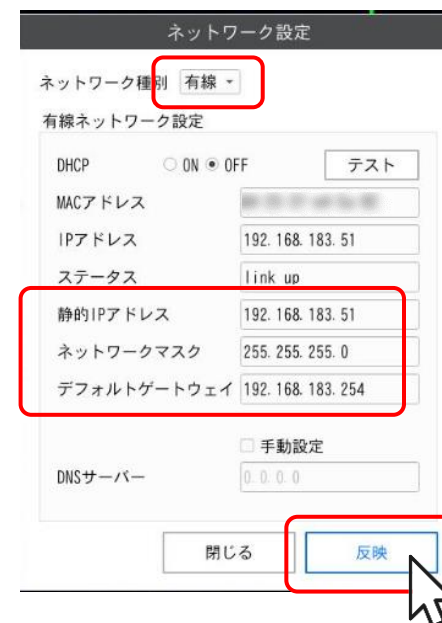 ネットワーク設定
ネットワーク種別 有線
有線ネットワーク設定
DHCP ON OFF テスト
MACアドレス
IPアドレス 192.168.183.51
ステータス link up
静的IPアドレス 192.168.183.51
ネットワークマスク 255.255.255.0
デフォルトゲートウェイ 192.168.183.254
手動設定
DNSサーバー 0.0.0.0
閉じる 反映